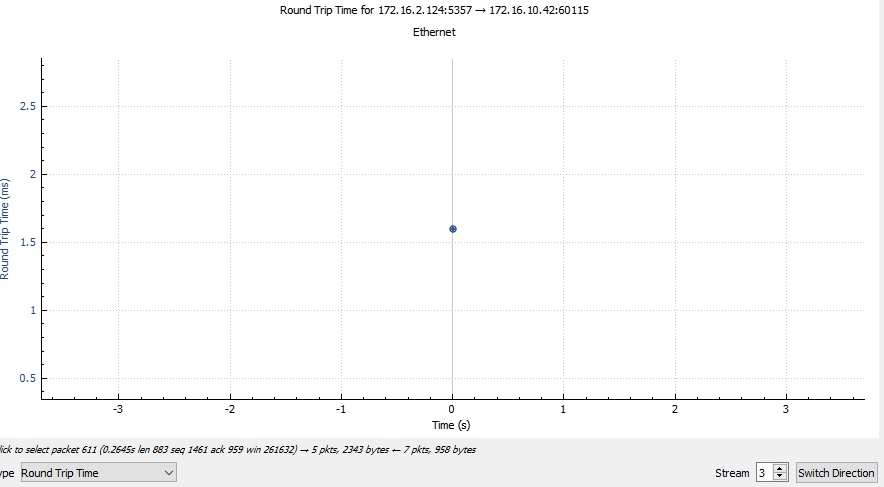 Round Trip Time for 172.16.2.124:5357 → 172.16.10.42:60115
Ethernet
Round Trip Time (ms)
2.5
2
1.5
1
0.5
-3 -2 -1 0 1 2 3
Time (s)
lick to select packet 611 (0.2645s len 883 seq 1461 ack 959 win 261632) → 5 pkts, 2343 bytes ← 7 pkts, 958 bytes
ype Round Trip Time Stream 3 Switch Direction